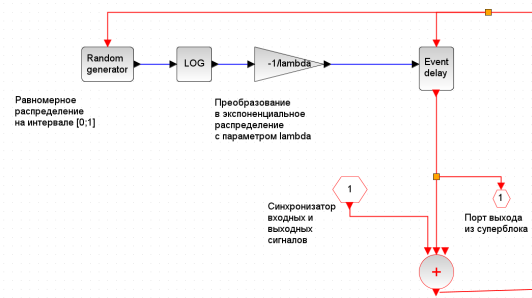 Random
generator
LOG
-1/lambda
Event
delay
Равномерное
распределение
на интервале [0;1]
Преобразование
в экспоненциальное
распределение
с параметром lambda
1
1
Синхронизатор
входных и
выходных
сигналов
Порт выхода
из суперблока
+